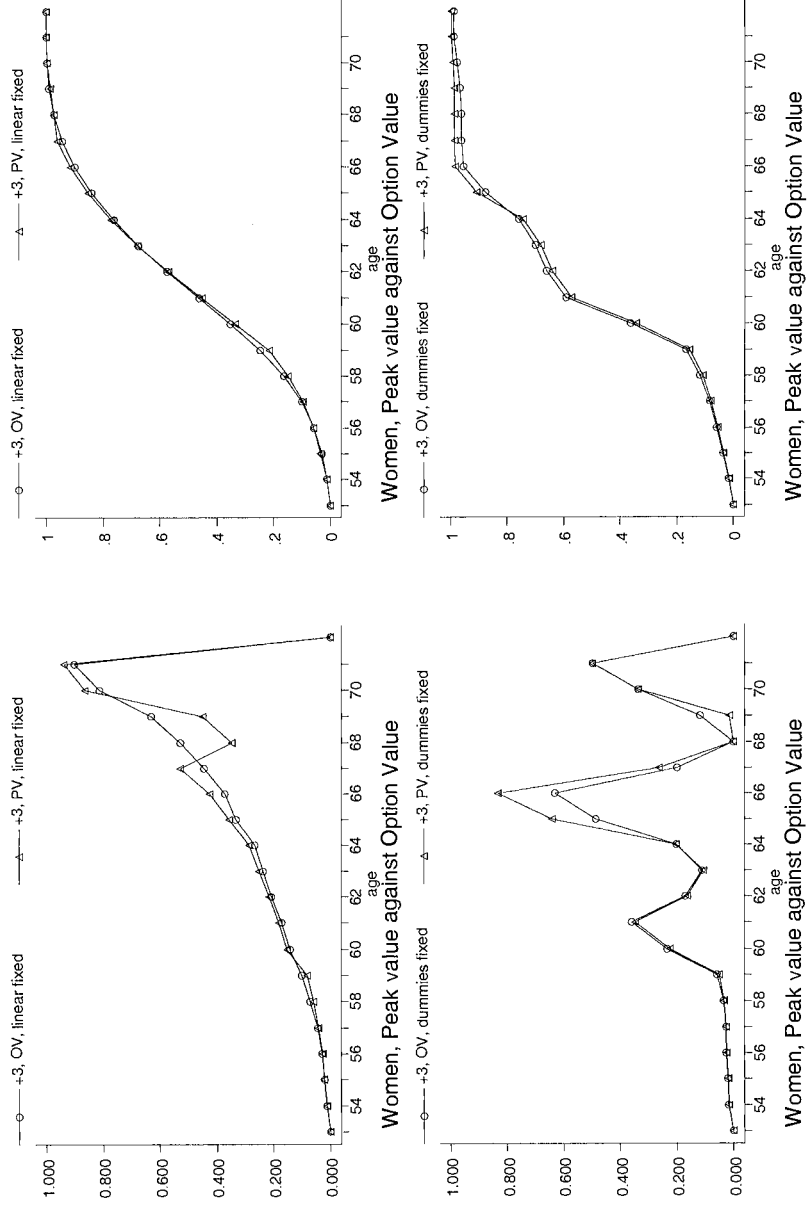 +3, OV, linear fixed
+3, PV, linear fixed
1.000
0.800
0.600
0.400
0.200
0.000
54 56 58 60 62 64 66 68 70
age
Women, Peak value against Option Value
+3, OV, linear fixed
+3, PV, linear fixed
1
.8
.6
.4
.2
0
54 56 58 60 62 64 66 68 70
age
Women, Peak value against Option Value
+3, OV, dummies fixed
+3, PV, dummies fixed
1.000
0.800
0.600
0.400
0.200
0.000
54 56 58 60 62 64 66 68 70
age
Women, Peak value against Option Value
+3, OV, dummies fixed
+3, PV, dummies fixed
1
.8
.6
.4
.2
0
54 56 58 60 62 64 66 68 70
age
Women, Peak value against Option Value